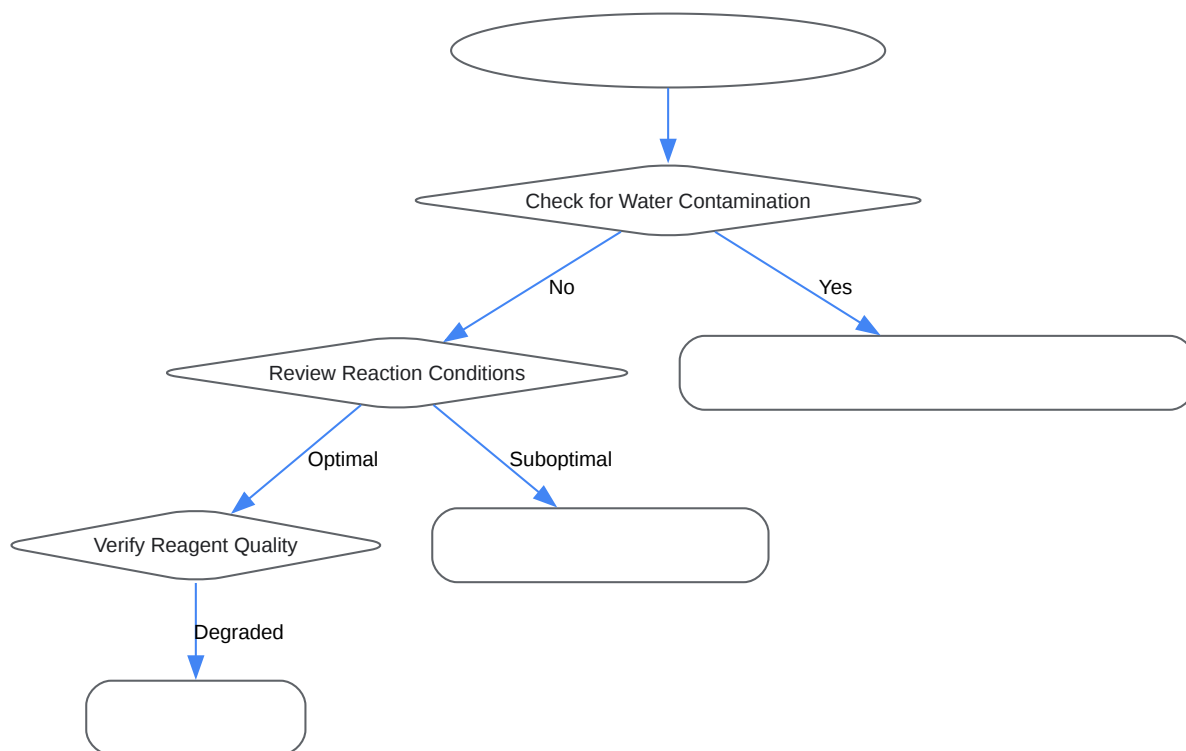 Check for Water Contamination
No
Yes
Review Reaction Conditions
Optimal
Suboptimal
Verify Reagent Quality
Degraded